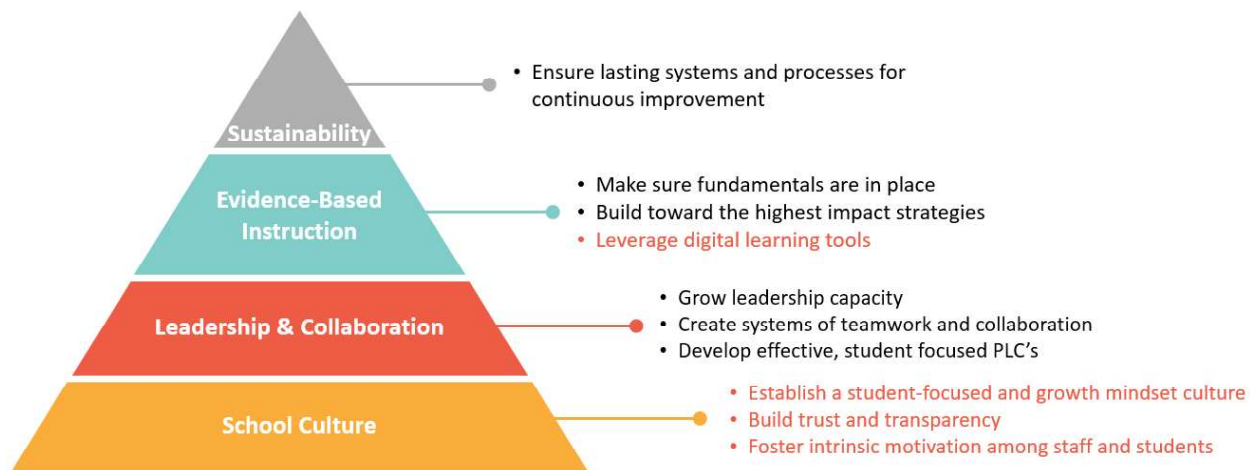 • Ensure lasting systems and processes for
continuous improvement
Sustainability
Evidence-Based
Instruction
• Make sure fundamentals are in place
• Build toward the highest impact strategies
• Leverage digital learning tools
Leadership & Collaboration
• Grow leadership capacity
• Create systems of teamwork and collaboration
• Develop effective, student focused PLC's
School Culture
• Establish a student-focused and growth mindset culture
• Build trust and transparency
• Foster intrinsic motivation among staff and students